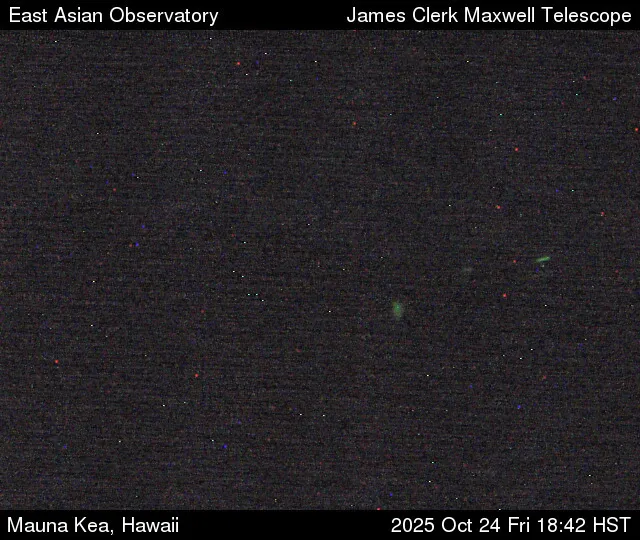 East Asian Observatory
James Clerk Maxwell Telescope
Mauna Kea, Hawaii
2025 Oct 24 Fri 18:42 HST